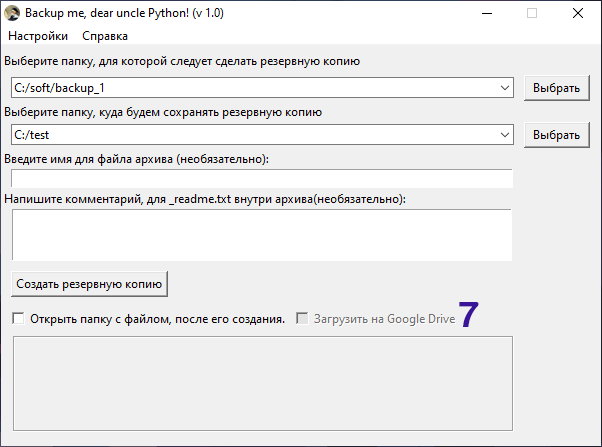 Backup me, dear uncle Python! (v 1.0)
Настройки Справка
Выберите папку, для которой следует сделать резервную копию
C:/soft/backup_1 Выбрать
Выберите папку, куда будем сохранять резервную копию
C:/test Выбрать
Введите имя для файла архива (необязательно):
Напишите комментарий, для _readme.txt внутри архива(необязательно):
Создать резервную копию
Открыть папку с файлом, после его создания. Загрузить на Google Drive 7